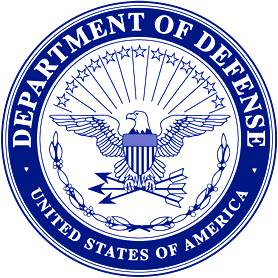 DEPARTMENT OF DEFENSE
UNITED STATES OF AMERICA